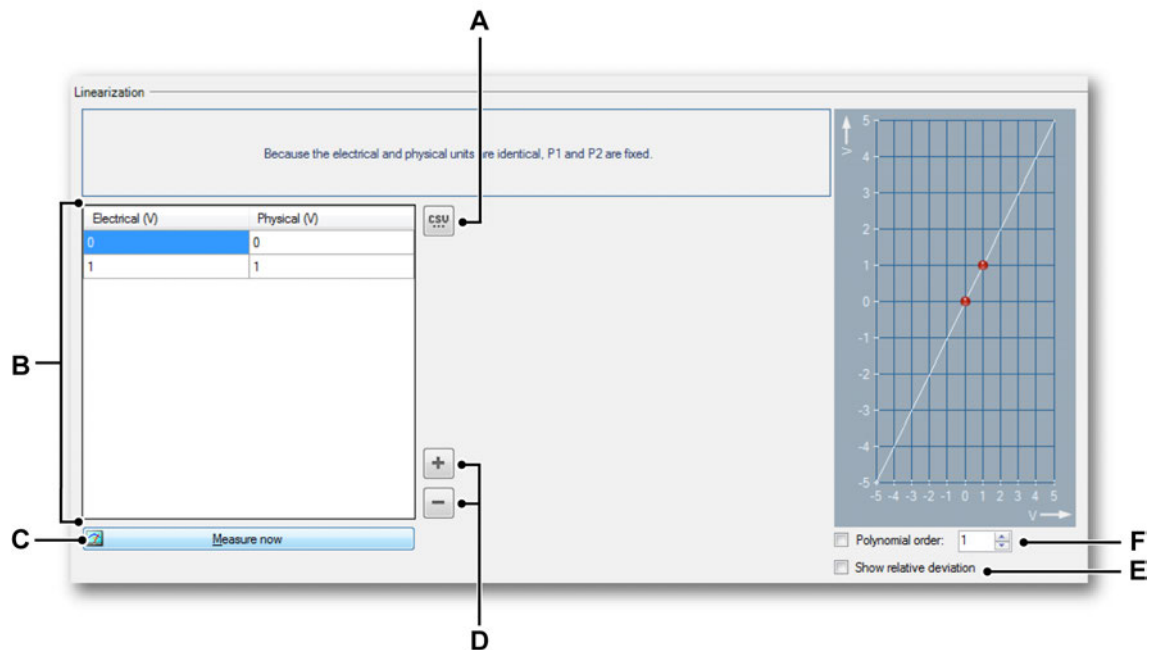 A
Linearization
Because the electrical and physical units are identical, P1 and P2 are fixed.
Electrical (V) Physical (V)
0 0
1 1
CSV
...
B
+
-
C
Measure now
D
V
5
4
3
2
1
0
-1
-2
-3
-4
-5
-5 -4 -3 -2 -1 0 1 2 3 4 5
V
Polynomial order: 1
F
Show relative deviation
E